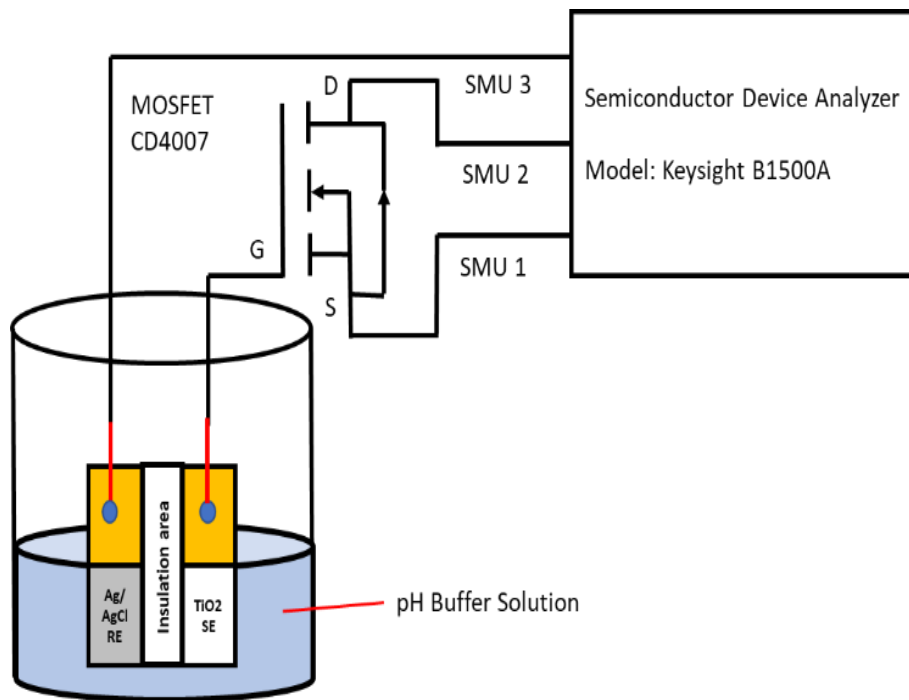 MOSFET
CD4007
D
G
S
SMU 3
SMU 2
SMU 1
Semiconductor Device Analyzer
Model: Keysight B1500A
Ag/
AgCl
RE
Insulation area
TiO2
SE
pH Buffer Solution